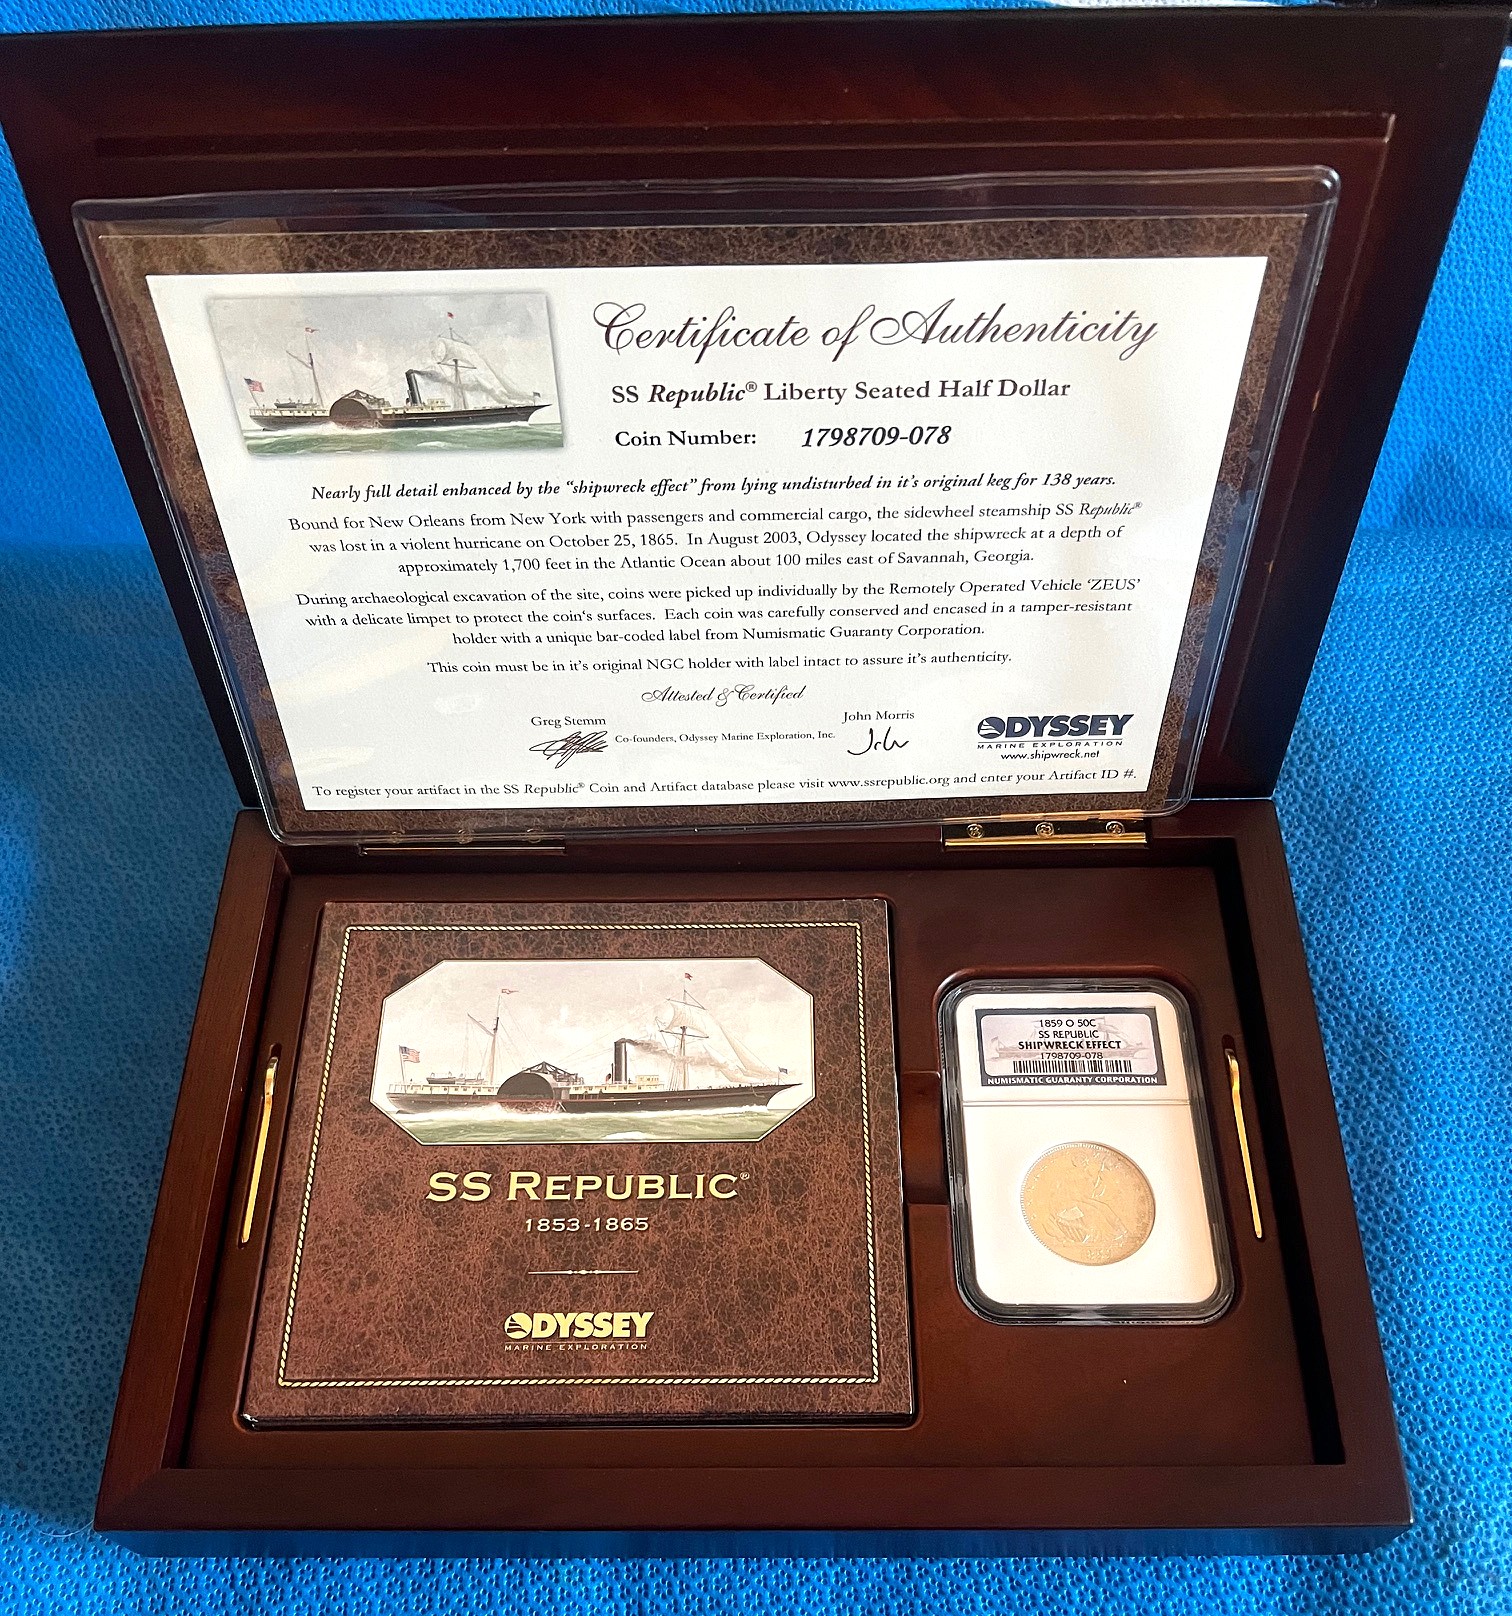 Certificate of Authenticity
SS Republic® Liberty Seated Half Dollar
Coin Number: 1798709-078
Nearly full detail enhanced by the “shipwreck effect” from lying undisturbed in it's original keg for 138 years.
Bound for New Orleans from New York with passengers and commercial cargo, the sidewheel steamship SS Republic®
was lost in a violent hurricane on October 25, 1865. In August 2003, Odyssey located the shipwreck at a depth of
approximately 1,700 feet in the Atlantic Ocean about 100 miles east of Savannah, Georgia.
During archaeological excavation of the site, coins were picked up individually by the Remotely Operated Vehicle ‘ZEUS’
with a delicate limpet to protect the coin's surfaces. Each coin was carefully conserved and encased in a tamper-resistant
holder with a unique bar-coded label from Numismatic Guaranty Corporation.
This coin must be in it's original NGC holder with label intact to assure it's authenticity.
Attested & Certified
Greg Stemm
John Morris
Co-founders, Odyssey Marine Exploration, Inc.
ODYSSEY
MARINE EXPLORATION
www.shipwreck.net
To register your artifact in the SS Republic® Coin and Artifact database please visit www.ssrepublic.org and enter your Artifact ID #.
SS REPUBLIC®
1853-1865
ODYSSEY
MARINE EXPLORATION
1859 O 50C
SS REPUBLIC
SHIPWRECK EFFECT
1798709-078
NUMISMATIC GUARANTY CORPORATION